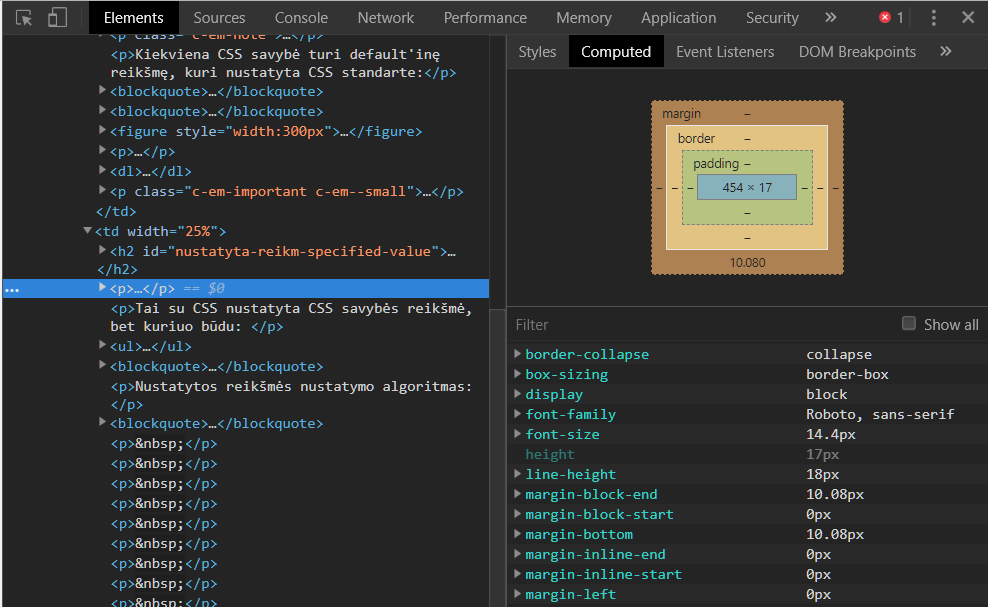 Elements Sources Console Network Performance Memory Application Security » 1
<p class="c-em-note">…</p>
<p>Kiekviena CSS savybė turi default'inę
reikšmę, kuri nustatyta CSS standarte:</p>
<blockquote>…</blockquote>
<blockquote>…</blockquote>
<figure style="width:300px">…</figure>
<p>…</p>
<dl>…</dl>
<p class="c-em-important c-em--small">…</p>
</td>
<td width="25%">
<h2 id="nustatyta-reikm-specified-value">…
</h2>
… <p>…</p> == $0
<p>Tai su CSS nustatyta CSS savybės reikšmė,
bet kuriuo būdu: </p>
<ul>…</ul>
<blockquote>…</blockquote>
<p>Nustatytos reikšmės nustatymo algoritmas:
</p>
<blockquote>…</blockquote>
<p>&nbsp;</p>
<p>&nbsp;</p>
<p>&nbsp;</p>
<p>&nbsp;</p>
<p>&nbsp;</p>
<p>&nbsp;</p>
<p>&nbsp;</p>
<p>&nbsp;</p>
<p>&nbsp;</p>
Styles Computed Event Listeners DOM Breakpoints »
margin –
border –
padding –
– – – 454 × 17 – – –
–
–
10.080
Filter Show all
border-collapse collapse
box-sizing border-box
display block
font-family Roboto, sans-serif
font-size 14.4px
height 17px
line-height 18px
margin-block-end 10.08px
margin-block-start 0px
margin-bottom 10.08px
margin-inline-end 0px
margin-inline-start 0px
margin-left 0px